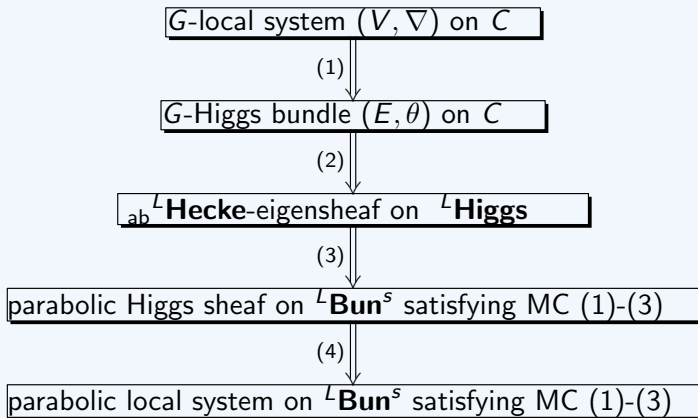 G-local system (V, ∇) on C
(1)
G-Higgs bundle (E, θ) on C
(2)
ab ᴸHecke-eigensheaf on ᴸHiggs
(3)
parabolic Higgs sheaf on ᴸBunˢ satisfying MC (1)-(3)
(4)
parabolic local system on ᴸBunˢ satisfying MC (1)-(3)